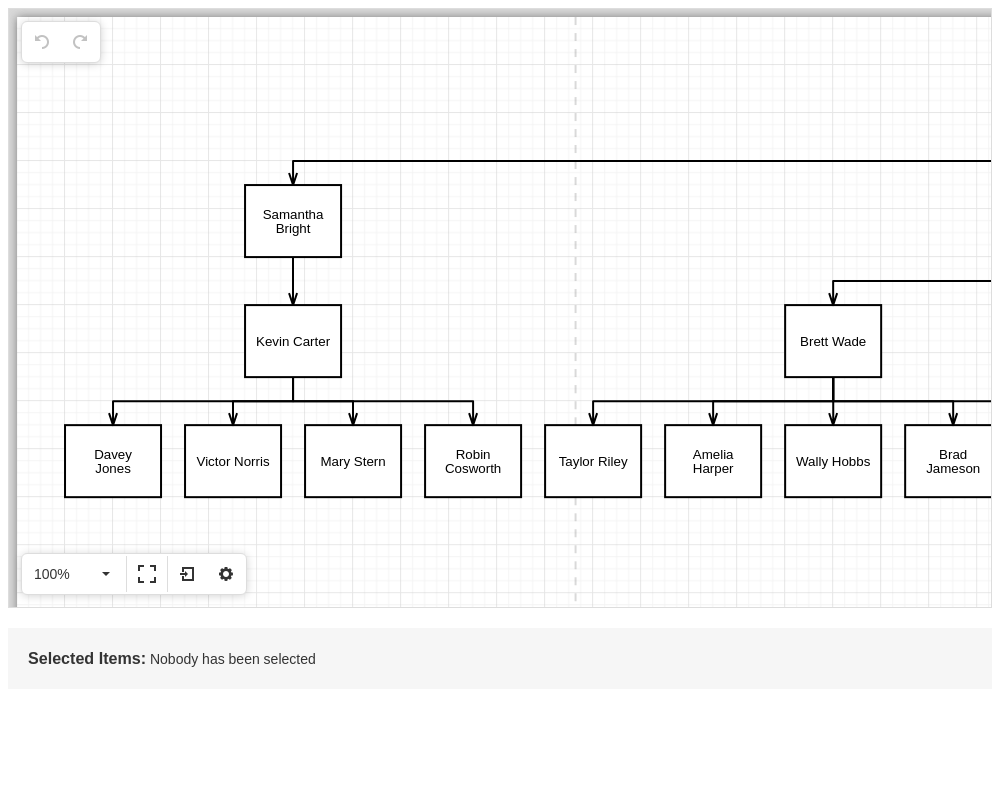 Samantha
Bright
Kevin Carter
Brett Wade
Davey
Jones
Victor Norris
Mary Stern
Robin
Cosworth
Taylor Riley
Amelia
Harper
Wally Hobbs
Brad
Jameson
100%
Selected Items: Nobody has been selected